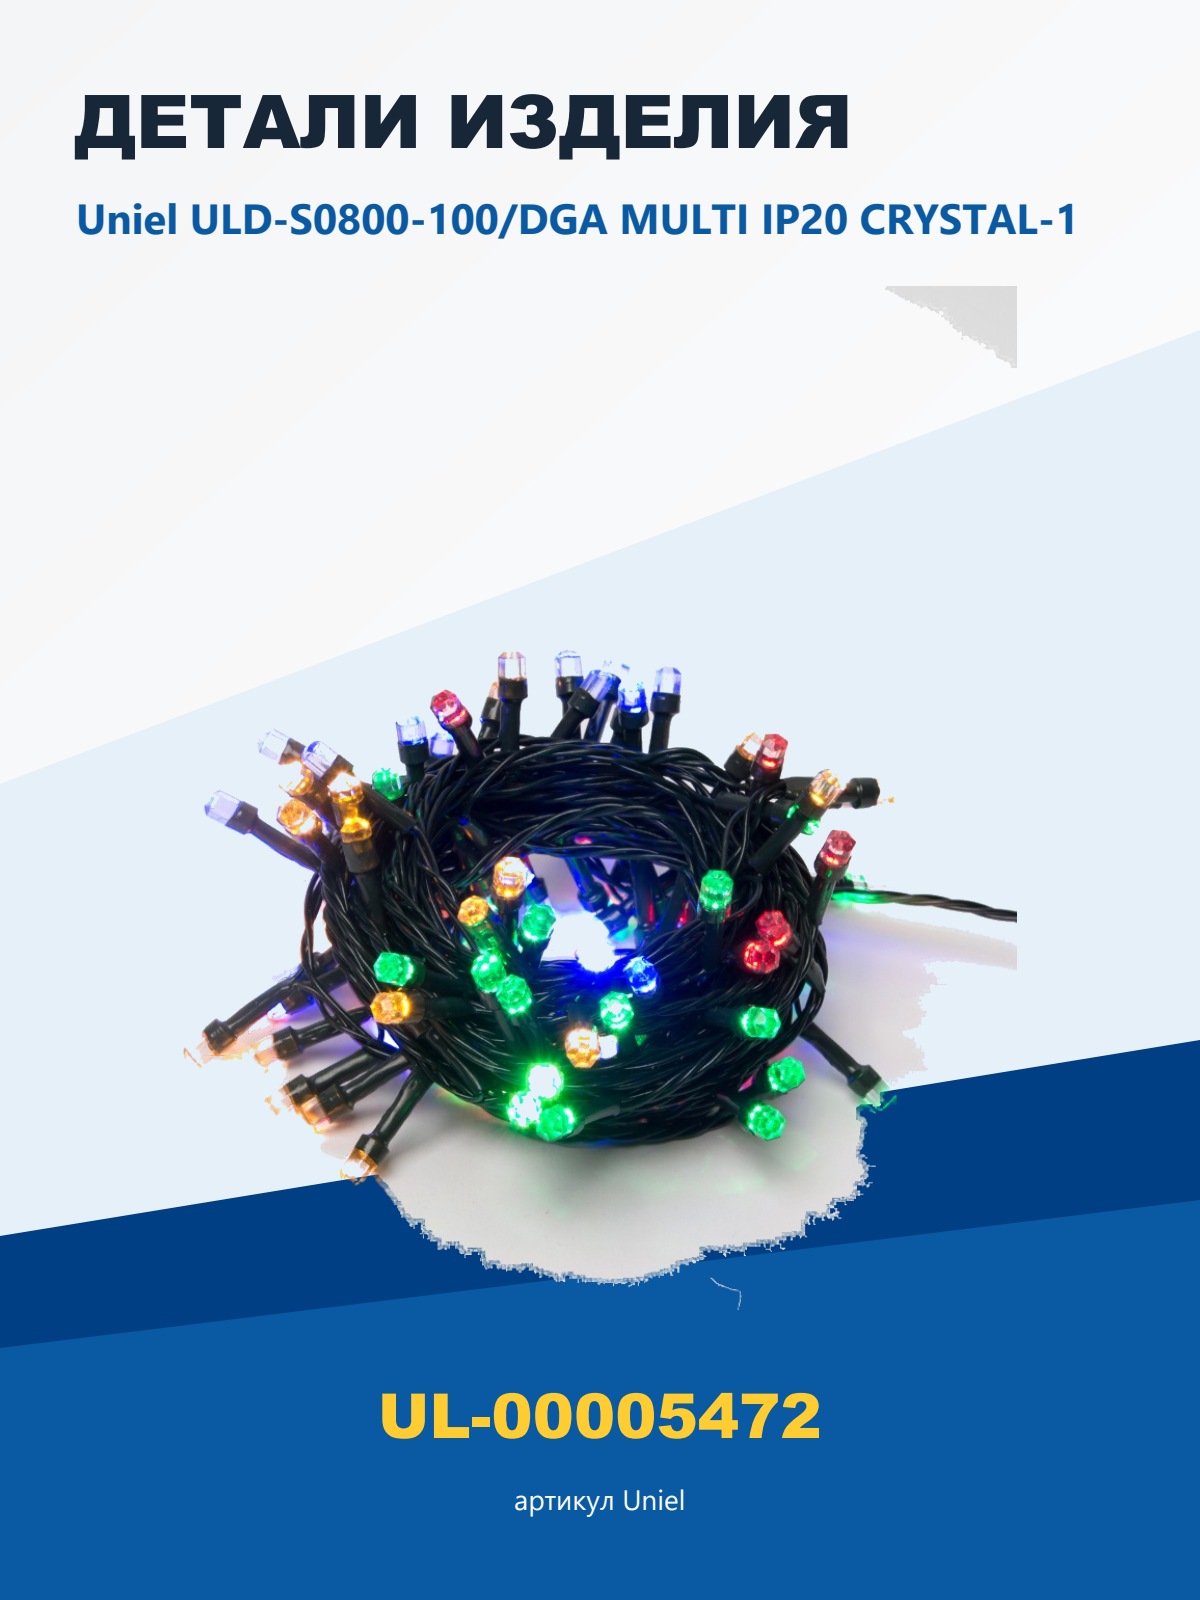 ДЕТАЛИ ИЗДЕЛИЯ
Uniel ULD-S0800-100/DGA MULTI IP20 CRYSTAL-1
UL-00005472
артикул Uniel